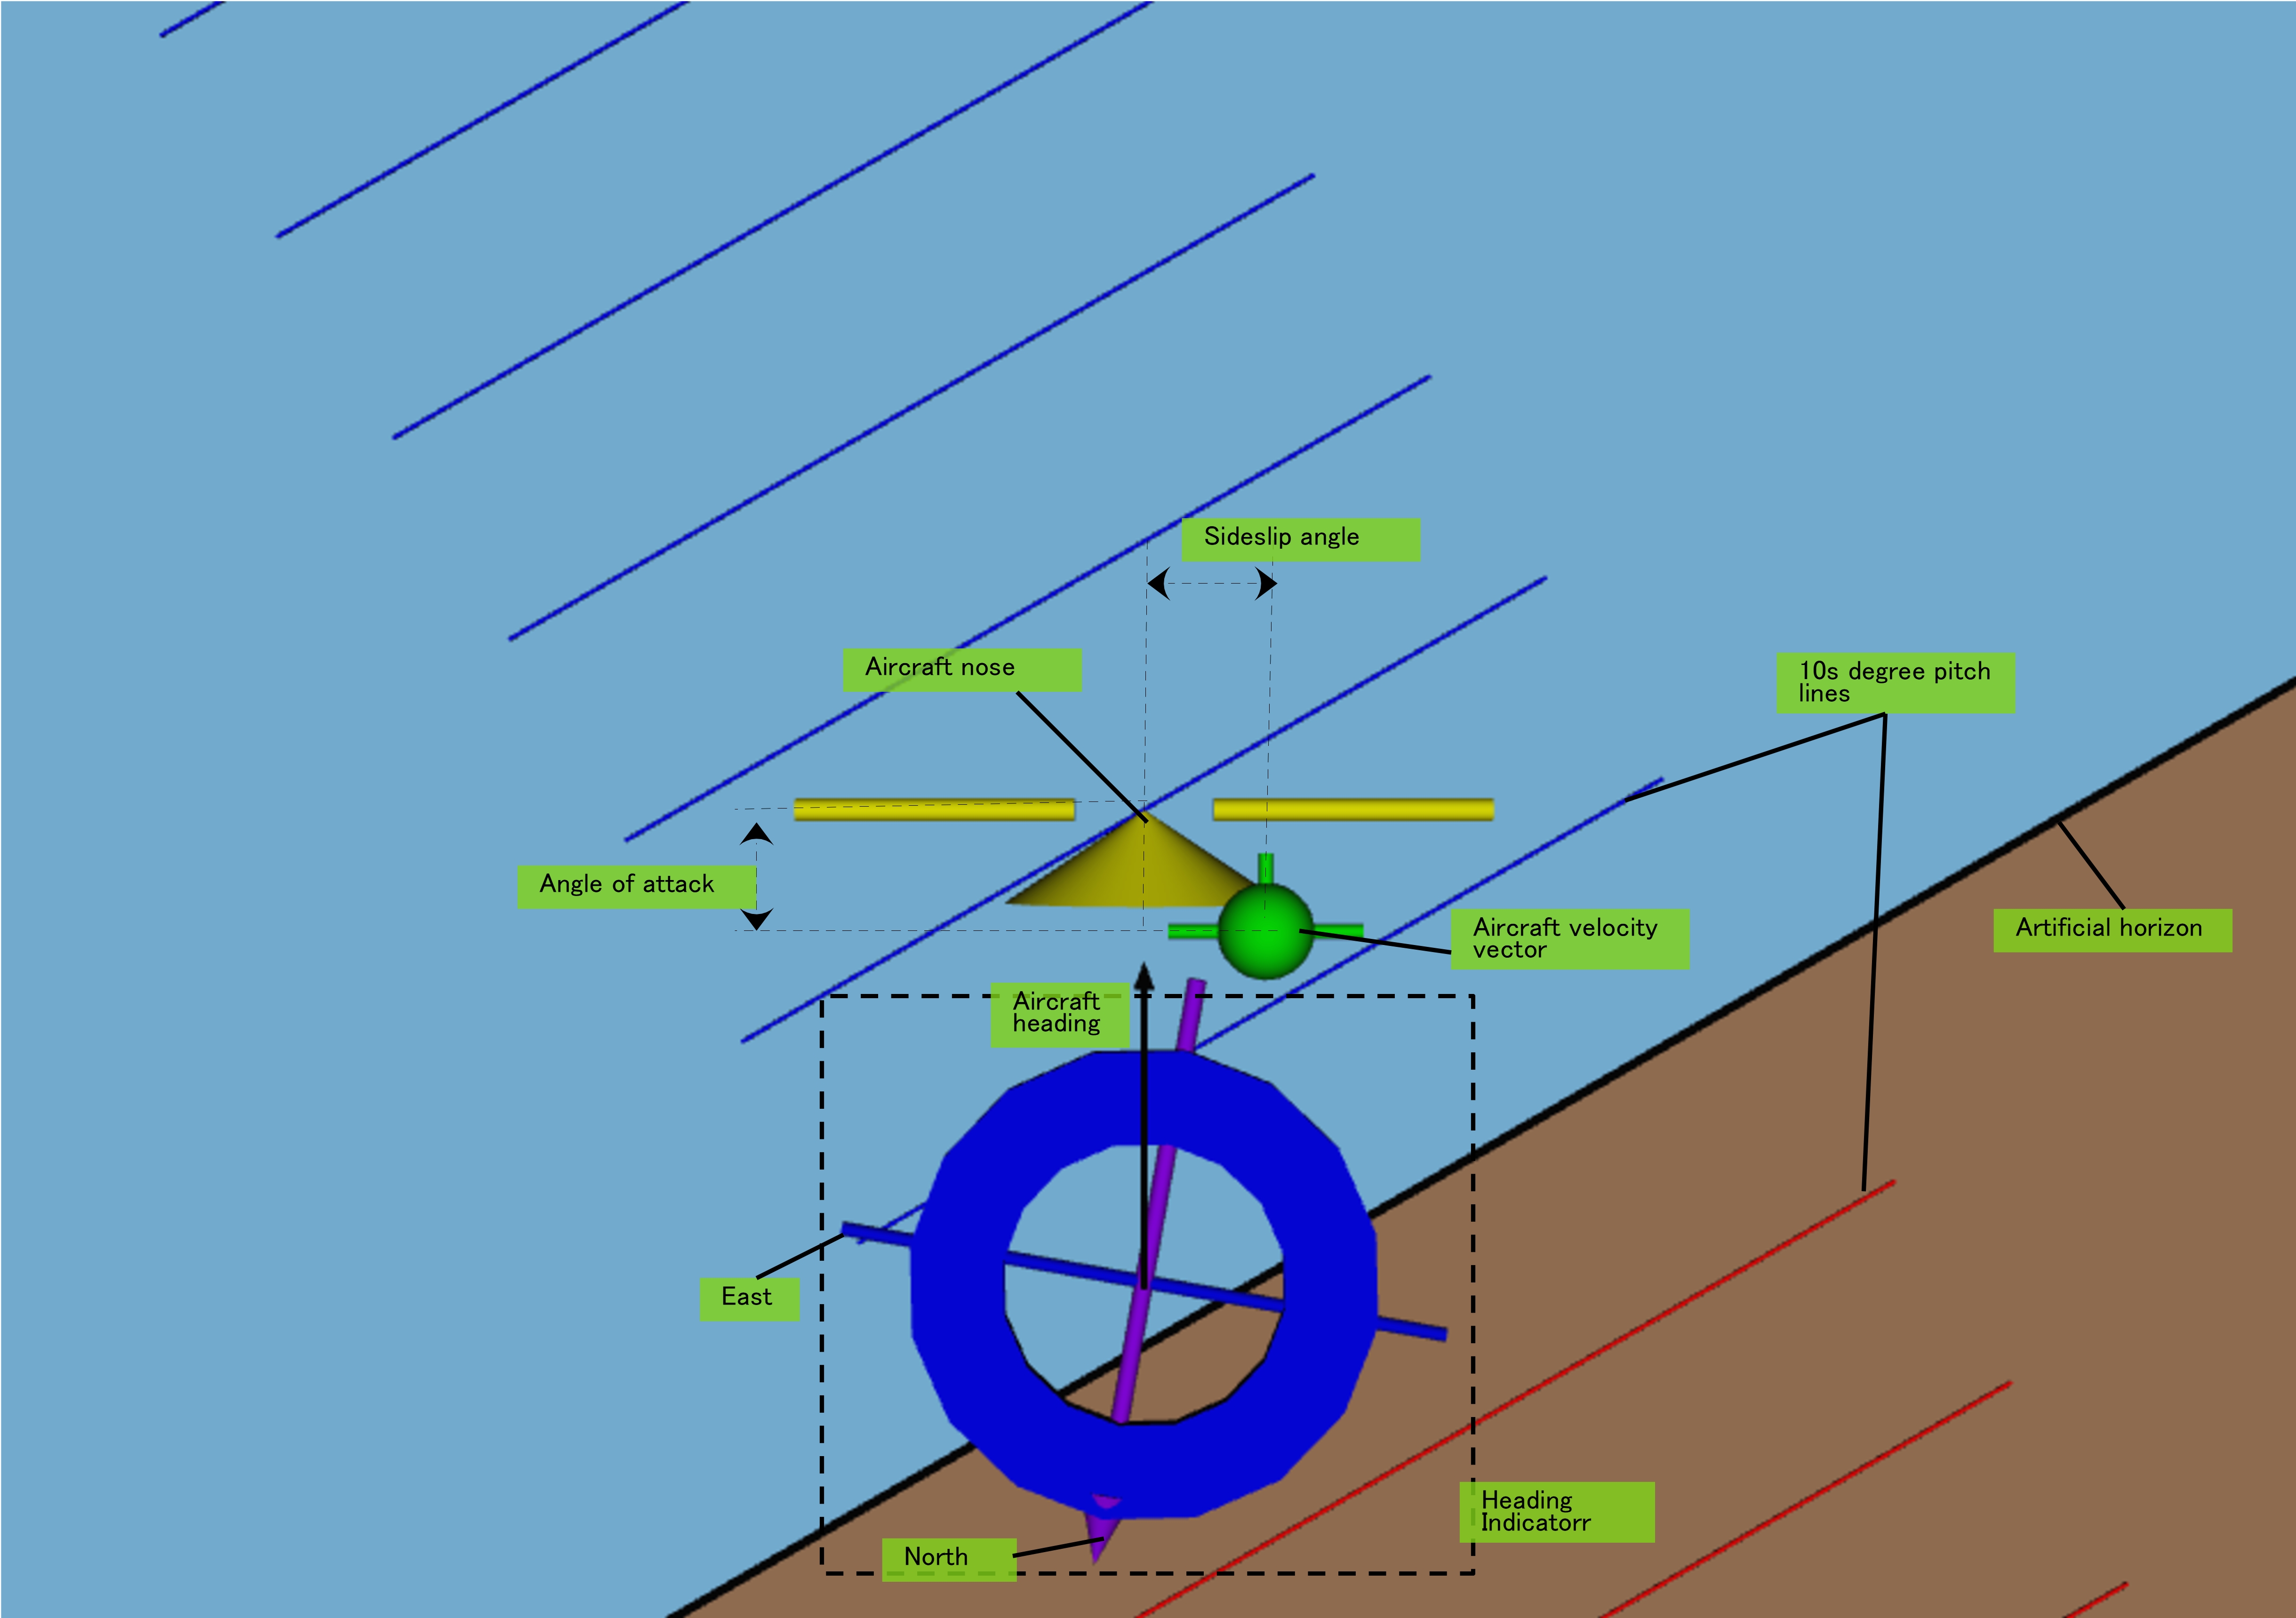 Sideslip angle
Aircraft nose
10s degree pitch
lines
Angle of attack
Aircraft velocity
vector
Artificial horizon
Aircraft
heading
East
Heading
Indicatorr
North